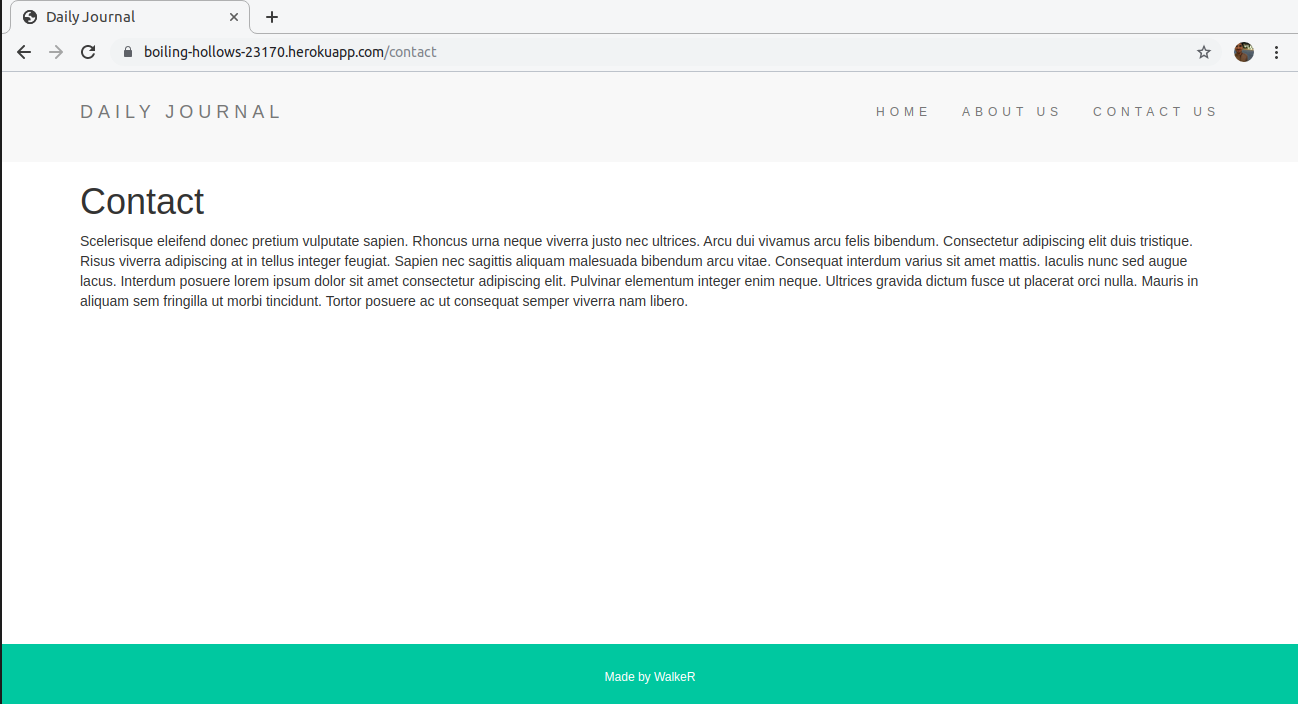 Daily Journal
boiling-hollows-23170.herokuapp.com/contact
DAILY JOURNAL
HOME ABOUT US CONTACT US
Contact
Scelerisque eleifend donec pretium vulputate sapien. Rhoncus urna neque viverra justo nec ultrices. Arcu dui vivamus arcu felis bibendum. Consectetur adipiscing elit duis tristique.
Risus viverra adipiscing at in tellus integer feugiat. Sapien nec sagittis aliquam malesuada bibendum arcu vitae. Consequat interdum varius sit amet mattis. Iaculis nunc sed augue
lacus. Interdum posuere lorem ipsum dolor sit amet consectetur adipiscing elit. Pulvinar elementum integer enim neque. Ultrices gravida dictum fusce ut placerat orci nulla. Mauris in
aliquam sem fringilla ut morbi tincidunt. Tortor posuere ac ut consequat semper viverra nam libero.
Made by WalkeR